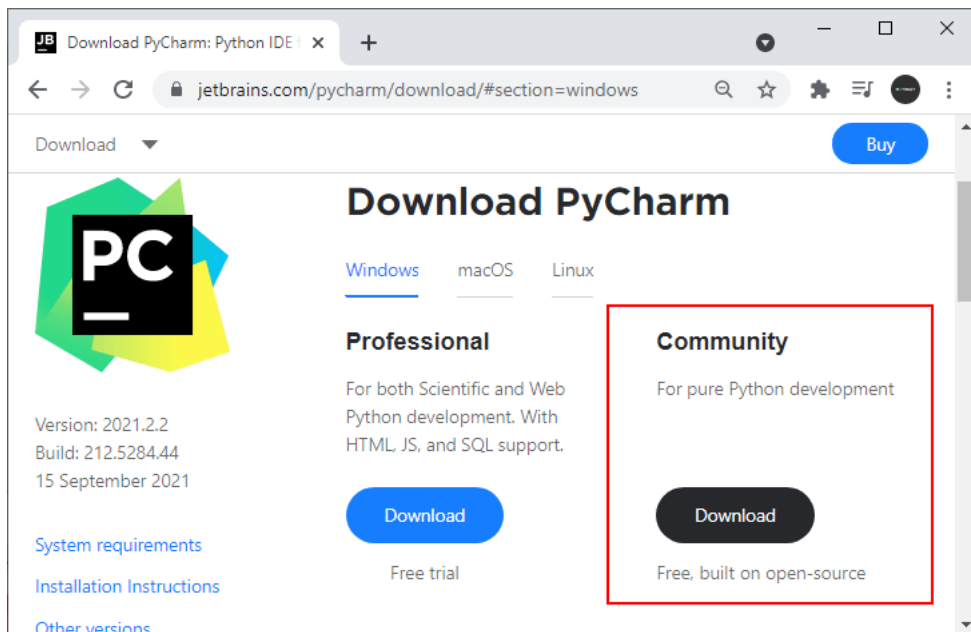 JB
Download PyCharm: Python IDE f
jetbrains.com/pycharm/download/#section=windows
Download
Buy
PC
Download PyCharm
Windows macOS Linux
Professional
For both Scientific and Web
Python development. With
HTML, JS, and SQL support.
Download
Free trial
Community
For pure Python development
Download
Free, built on open-source
Version: 2021.2.2
Build: 212.5284.44
15 September 2021
System requirements
Installation Instructions
Other versions